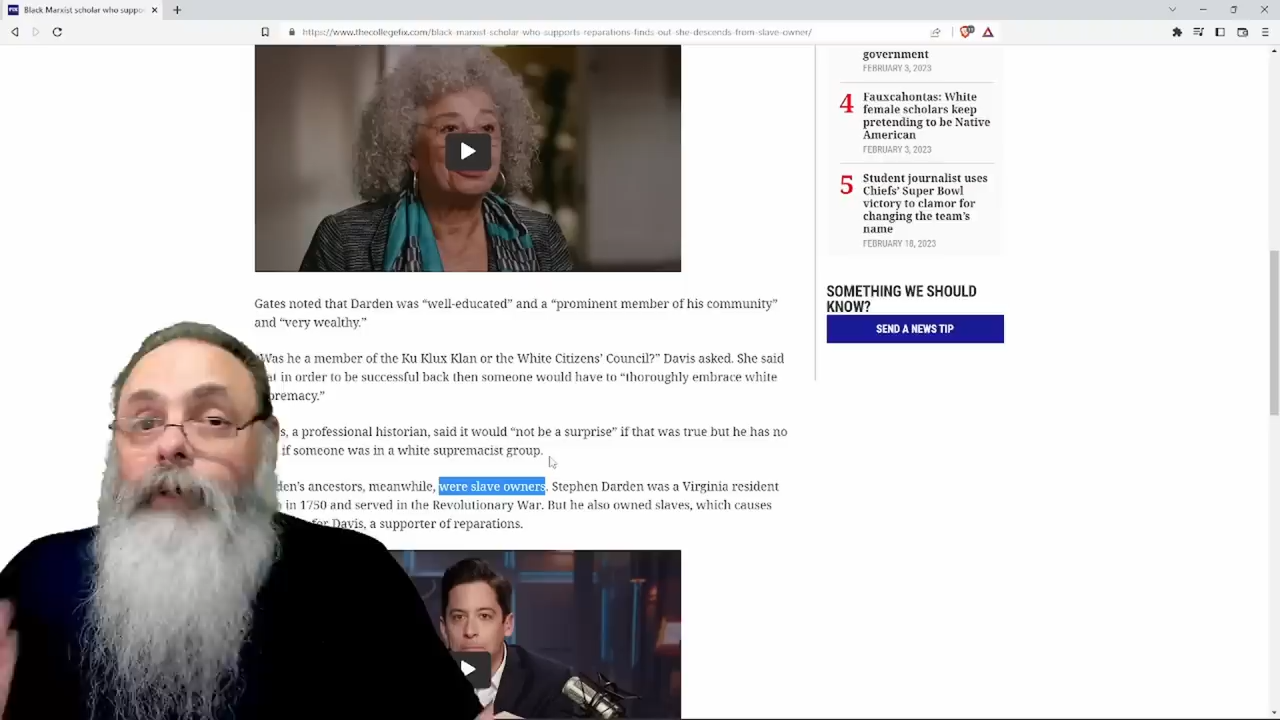 Black Marxist scholar who suppo
https://www.thecollegefix.com/black-marxist-scholar-who-supports-reparations-finds-out-she-descends-from-slave-owner/
government
FEBRUARY 3, 2023
4
Fauxcahontas: White
female scholars keep
pretending to be Native
American
FEBRUARY 3, 2023
5
Student journalist uses
Chiefs' Super Bowl
victory to clamor for
changing the team's
name
FEBRUARY 18, 2023
SOMETHING WE SHOULD
KNOW?
SEND A NEWS TIP
Gates noted that Darden was “well-educated” and a “prominent member of his community”
and “very wealthy.”
Was he a member of the Ku Klux Klan or the White Citizens’ Council?” Davis asked. She said
at in order to be successful back then someone would have to “thoroughly embrace white
premacy.”
s, a professional historian, said it would “not be a surprise” if that was true but he has no
if someone was in a white supremacist group.
den’s ancestors, meanwhile, were slave owners. Stephen Darden was a Virginia resident
in 1750 and served in the Revolutionary War. But he also owned slaves, which causes
for Davis, a supporter of reparations.